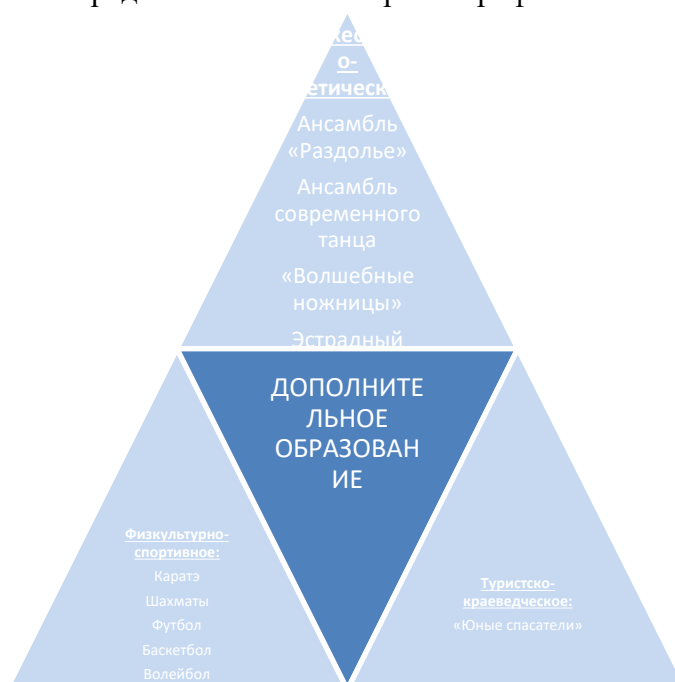 Ансамбль
«Раздолье»
Ансамбль
современного
танца
«Волшебные
ножницы»
Эстрадный
ДОПОЛНИТЕ
ЛЬНОЕ
ОБРАЗОВАН
ИЕ
Физкультурно-
спортивное:
Каратэ
Шахматы
Футбол
Баскетбол
Волейбол
Туристско-
краеведческое:
«Юные спасатели»